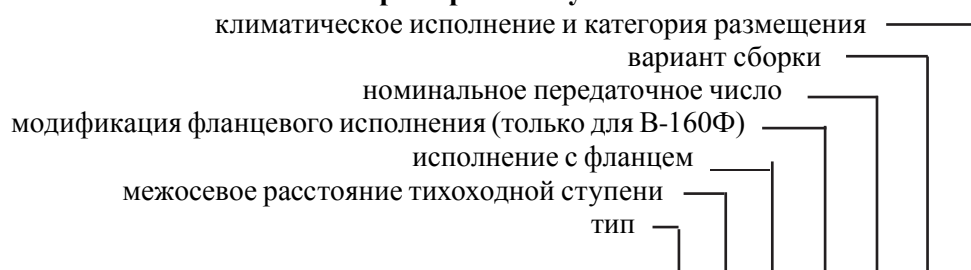 климатическое исполнение и категория размещения
вариант сборки
номинальное передаточное число
модификация фланцевого исполнения (только для В-160Ф)
исполнение с фланцем
межосевое расстояние тихоходной ступени
тип